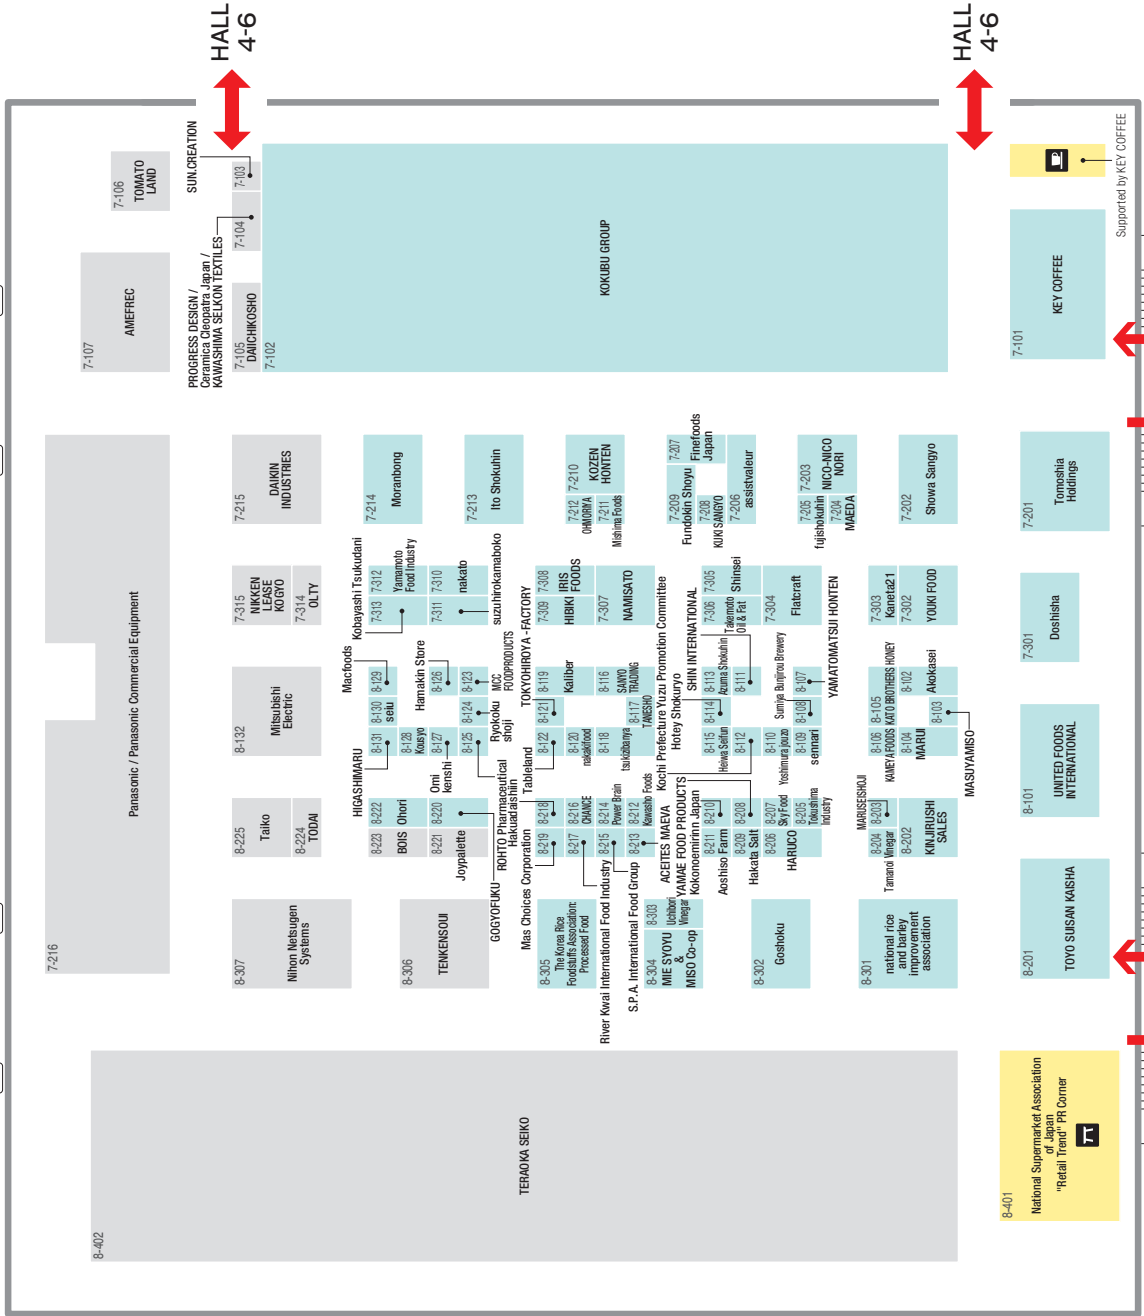 HALL
4-6
HALL
4-6
7-106
TOMATO
LAND
SUN.CREATION
7-103
7-104
7-107
AMEFREC
PROGRESS DESIGN /
Ceramica Cleopatra Japan /
KAWASHIMA SELKON TEXTILES
7-105
DAIICHIKOSHO
7-102
KOKUBU GROUP
Supported by KEY COFFEE
7-101
KEY COFFEE
7-216
Panasonic / Panasonic Commercial Equipment
7-215
DAIKIN
INDUSTRIES
7-214
Moranbong
7-213
Ito Shokuhin
7-210
KOZEN
HONTEN
7-212
OHMORIYA
7-211
Mishima Foods
7-207
Finefoods
Japan
7-209
Fundokin Shoyu
7-208
KUKI SANGYO
7-206
assistvaleur
7-203
NICO-NICO
NORI
7-205
fujishokuhin
7-204
MAEDA
7-202
Showa Sangyo
7-201
Tomoshia
Holdings
7-315
NIKKEN
LEASE
KOGYO
7-314
OLTY
Kobayashi Tsukudani
7-313
7-312
Yamamoto
Food Industry
7-311
7-310
nakato
suzuhirokamaboko
7-309
HIBIKI
7-308
IRIS
FOODS
7-307
NAMISATO
7-306
Takemoto
Oil & Fat
7-305
Shinsei
7-304
Flatcraft
7-303
Kaneta21
7-302
YOUKI FOOD
7-301
Doshisha
8-132
Mitsubishi
Electric
Macfoods
8-129
8-130
seiu
8-131
HIGASHIMARU
8-128
Kousyo
Hamakin Store
8-126
8-127
Omi
kenshi
8-123
MCC
FOODPRODUCTS
8-124
Ryokoku
shoji
8-125
ROHTO Pharmaceutical
Hakuadaishiin
TOKYOHIROYA -FACTORY
8-121
8-122
Tableland
8-119
Kaliber
8-120
nakakifood
8-118
tsukibanya
8-116
SANYO
TRADING
8-117
TANESHO
Hotey Shokuryo
Kochi Prefecture Yuzu Promotion Committee
SHIN INTERNATIONAL
8-113
Azuma Shokuhin
8-111
8-114
8-115
Heiwa Seifun
8-112
8-110
Yoshimura jouzo
Sumiya Bunjirou Brewery
8-107
YAMATOMATSUI HONTEN
8-108
8-109
sennari
8-105
KATO BROTHERS HONEY
8-106
KAMEYA FOODS
8-104
MARUI
8-102
Akokasei
8-103
MASUYAMISO
8-101
UNITED FOODS
INTERNATIONAL
8-225
Taiko
8-224
TODAI
8-222
Ohori
8-223
BOIS
8-220
8-221
Joypalette
GOGYOFUKU
Mas Choices Corporation
8-218
8-219
8-216
CHANCE
8-217
River Kwai International Food Industry
8-214
Power Brain
8-215
S.P.A. International Food Group
8-212
Kawasho Foods
8-213
ACEITES MAEVA
YAMAE FOOD PRODUCTS
Kokonoemirinn Japan
8-210
8-211
Aoshiso Farm
8-208
8-209
Hakata Salt
8-207
Sky Food
8-206
HARUCO
8-205
Tokushima
Industry
MARUSEISHOJI
8-203
8-204
Tamanoi Vinegar
8-202
KINJIRUSHI
SALES
8-201
TOYO SUISAN KAISHA
8-307
Nihon Netsugen
Systems
8-306
TENKENSOUI
8-305
The Korea Rice
Foodstuffs Association:
Processed Food
8-303
Uchibori
Vinegar
8-304
MIE SYOYU
&
MISO Co-op
8-302
Goshoku
8-301
national rice
and barley
improvement
association
8-402
TERAOKA SEIKO
8-401
National Supermarket Association
of Japan
"Retail Trend" PR Corner